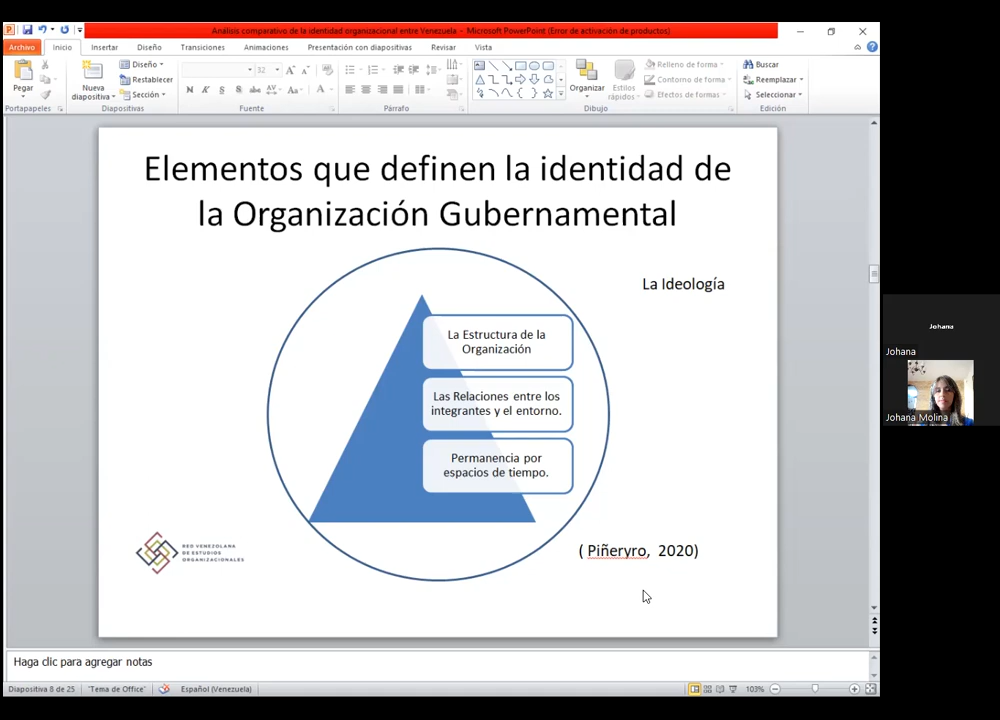 Análisis comparativo de la identidad organizacional entre Venezuela - Microsoft PowerPoint (Error de activación de productos)
Archivo Inicio Insertar Diseño Transiciones Animaciones Presentación con diapositivas Revisar Vista
Pegar
Nueva diapositiva
Diseño
Restablecer
Sección
32
N K S abc AV Aa A
Organizar
Estilos rápidos
Relleno de forma
Contorno de forma
Efectos de formas
Buscar
Reemplazar
Seleccionar
Portapapeles Diapositivas Fuente Párrafo Dibujo Edición
Elementos que definen la identidad de
la Organización Gubernamental
La Ideología
La Estructura de la
Organización
Las Relaciones entre los
integrantes y el entorno.
Permanencia por
espacios de tiempo.
RED VENEZOLANA
DE ESTUDIOS
ORGANIZACIONALES
( Piñeryro, 2020)
Johana
Johana
Johana Molina
Haga clic para agregar notas
Diapositiva 8 de 25 "Tema de Office" Español (Venezuela) 103%